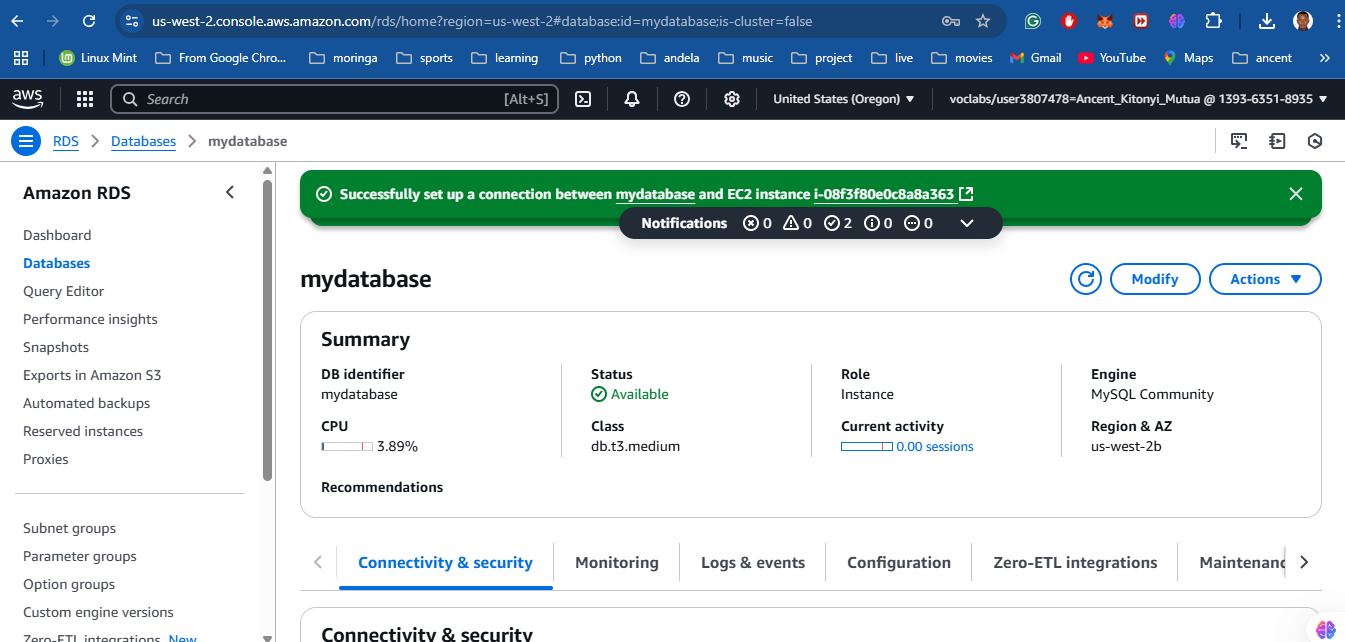 us-west-2.console.aws.amazon.com/rds/home?region=us-west-2#database:id=mydatabase;is-cluster=false
Linux Mint From Google Chro... moringa sports learning python andela music project live movies Gmail YouTube Maps ancent
aws Search [Alt+S] United States (Oregon) voclabs/user3807478=Ancent_Kitonyi_Mutua @ 1393-6351-8935
RDS Databases mydatabase
Amazon RDS
Dashboard
Databases
Query Editor
Performance insights
Snapshots
Exports in Amazon S3
Automated backups
Reserved instances
Proxies
Subnet groups
Parameter groups
Option groups
Custom engine versions
Zero-ETL integrations New
Successfully set up a connection between mydatabase and EC2 instance i-08f3f80e0c8a8a363
Notifications 0 0 2 0 0
mydatabase
Modify Actions
Summary
DB identifier
mydatabase
Status
Available
Role
Instance
Engine
MySQL Community
CPU
3.89%
Class
db.t3.medium
Current activity
0.00 sessions
Region & AZ
us-west-2b
Recommendations
Connectivity & security Monitoring Logs & events Configuration Zero-ETL integrations Maintenanc
Connectivity & security